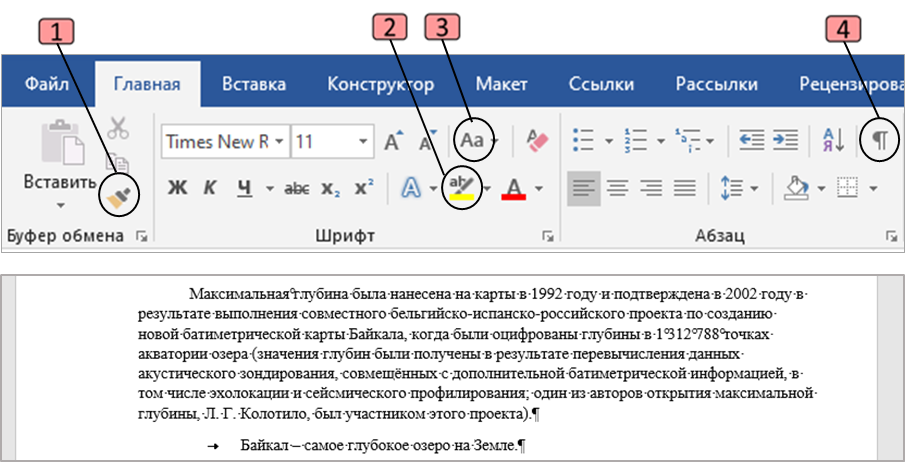 1 2 3 4
Файл Главная Вставка Конструктор Макет Ссылки Рассылки Рецензирова
Times New R 11 A A Aa А Я ¶
Вставить Ж К Ч abc x₂ x² A ab A
Буфер обмена Шрифт Абзац
Максимальная°глубина·была·нанесена·на·карты·в·1992·году·и·подтверждена·в·2002·году·в·
результате·выполнения·совместного·бельгийско-испанско-российского·проекта·по·созданию·
новой·батиметрической·карты·Байкала,·когда·были·оцифрованы·глубины·в·1°312°788°точках·
акватории·озера·(значения·глубин·были·получены·в·результате·перевычисления·данных·
акустического·зондирования,·совмещённых·с·дополнительной·батиметрической·информацией,·в·
том·числе·эхолокации·и·сейсмического·профилирования;·один·из·авторов·открытия·максимальной·
глубины,·Л.·Г.·Колотило,·был·участником·этого·проекта).¶
→ Байкал·–·самое·глубокое·озеро·на·Земле.¶